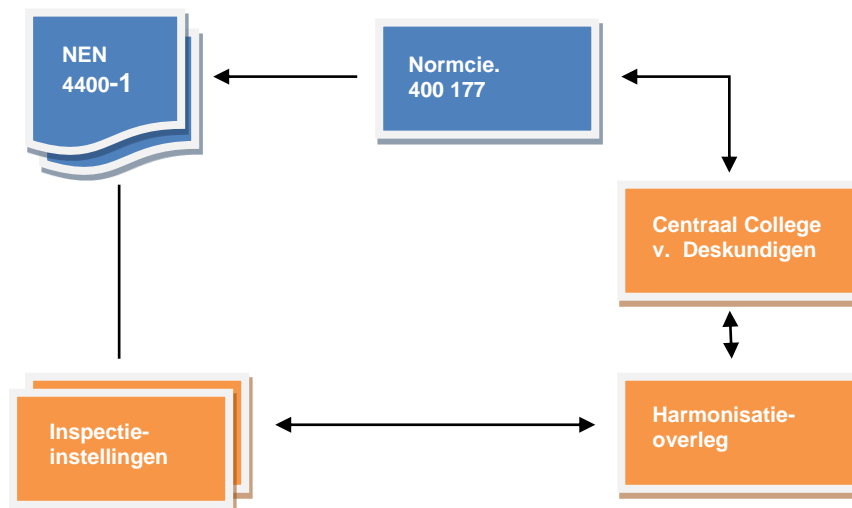 NEN
4400-1
Normcie.
400 177
Centraal College
v. Deskundigen
Inspectie-
instellingen
Harmonisatie-
overleg